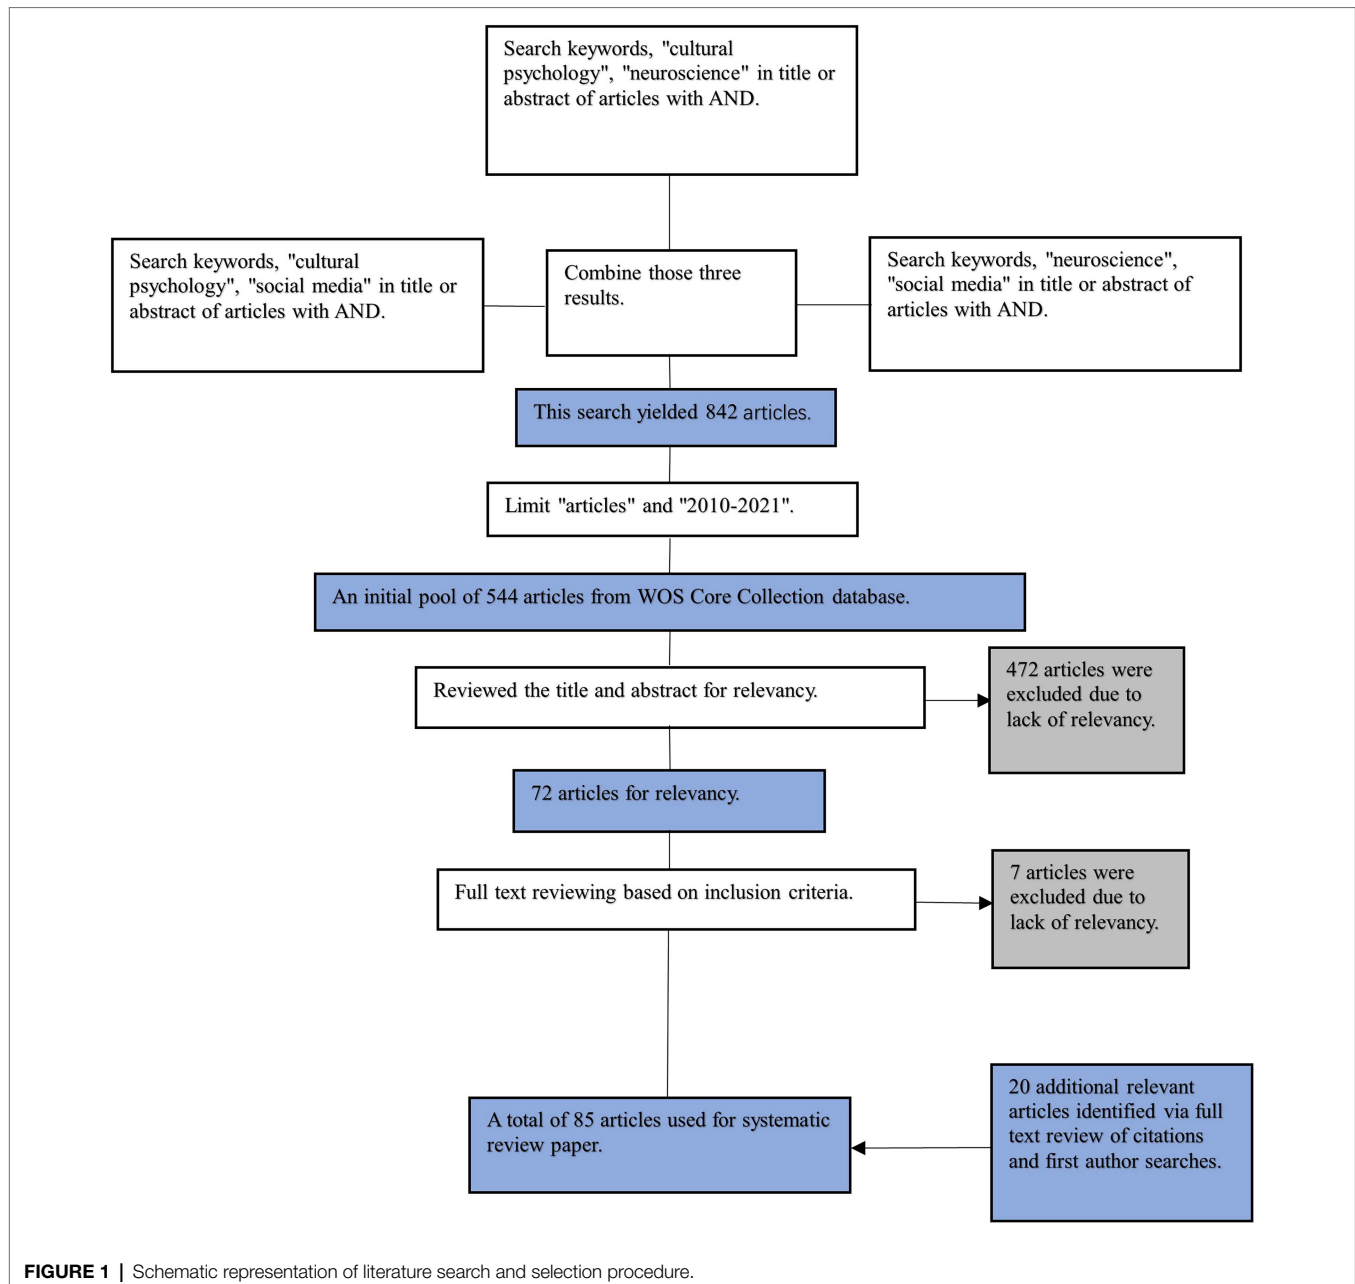 Search keywords, "cultural
psychology", "neuroscience" in title or
abstract of articles with AND.
Search keywords, "cultural
psychology", "social media" in title or
abstract of articles with AND.
Combine those three
results.
Search keywords, "neuroscience",
"social media" in title or abstract of
articles with AND.
This search yielded 842 articles.
Limit "articles" and "2010-2021".
An initial pool of 544 articles from WOS Core Collection database.
Reviewed the title and abstract for relevancy.
472 articles were
excluded due to
lack of relevancy.
72 articles for relevancy.
Full text reviewing based on inclusion criteria.
7 articles were
excluded due to
lack of relevancy.
A total of 85 articles used for systematic
review paper.
20 additional relevant
articles identified via full
text review of citations
and first author searches.
FIGURE 1 | Schematic representation of literature search and selection procedure.